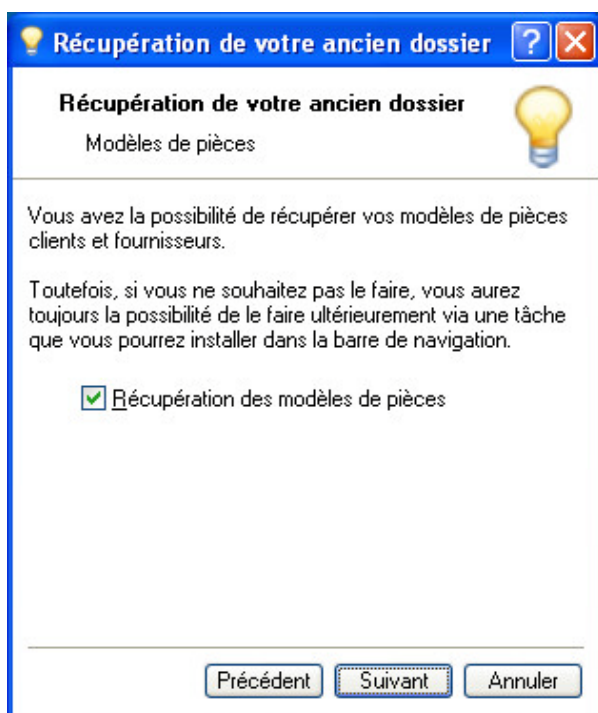 Récupération de votre ancien dossier ?
Récupération de votre ancien dossier
Modèles de pièces
Vous avez la possibilité de récupérer vos modèles de pièces
clients et fournisseurs.
Toutefois, si vous ne souhaitez pas le faire, vous aurez
toujours la possibilité de le faire ultérieurement via une tâche
que vous pourrez installer dans la barre de navigation.
Récupération des modèles de pièces
Précédent Suivant Annuler